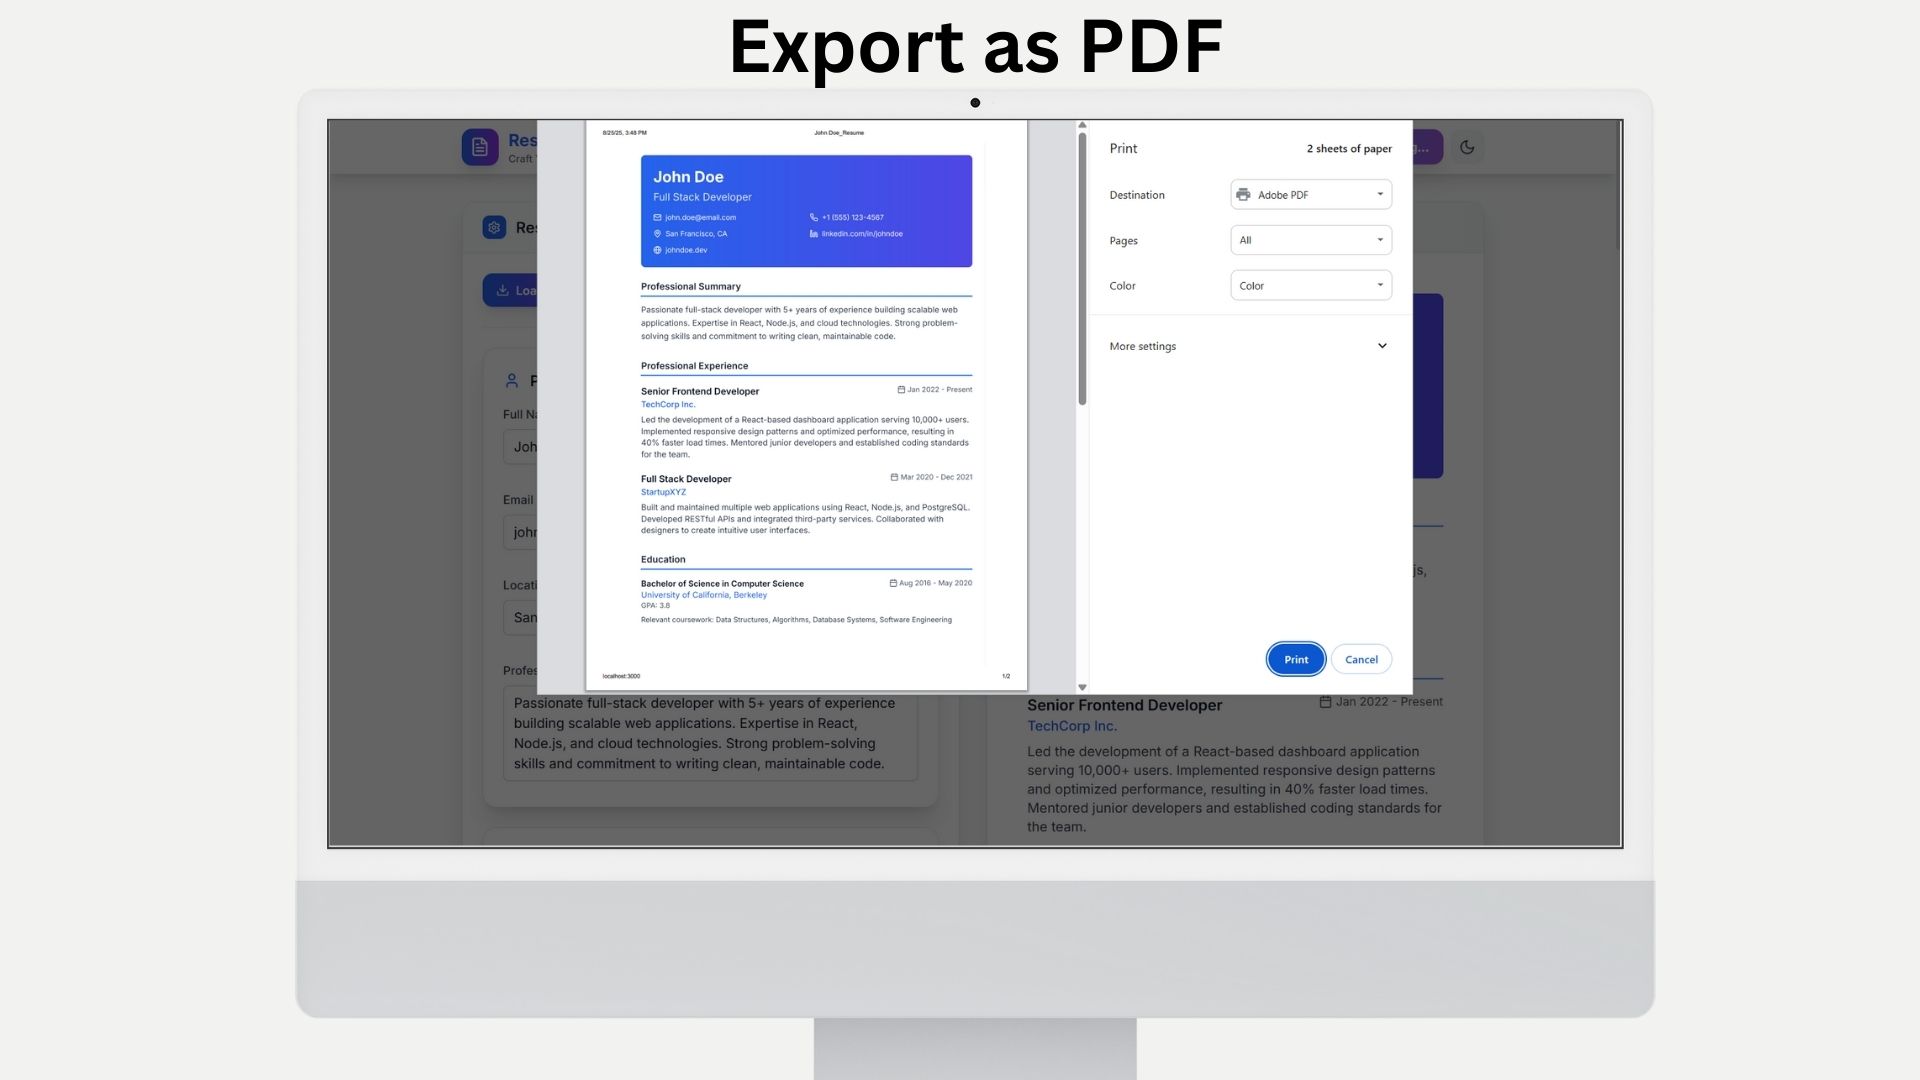 Export as PDF
8/25/25, 3:48 PM
John Doe_Resume
John Doe
Full Stack Developer
john.doe@email.com
+1 (555) 123-4567
San Francisco, CA
linkedin.com/in/johndoe
johndoe.dev
Professional Summary
Passionate full-stack developer with 5+ years of experience building scalable web
applications. Expertise in React, Node.js, and cloud technologies. Strong problem-
solving skills and commitment to writing clean, maintainable code.
Professional Experience
Senior Frontend Developer
Jan 2022 - Present
TechCorp Inc.
Led the development of a React-based dashboard application serving 10,000+ users.
Implemented responsive design patterns and optimized performance, resulting in
40% faster load times. Mentored junior developers and established coding standards
for the team.
Full Stack Developer
Mar 2020 - Dec 2021
StartupXYZ
Built and maintained multiple web applications using React, Node.js, and PostgreSQL.
Developed RESTful APIs and integrated third-party services. Collaborated with
designers to create intuitive user interfaces.
Education
Bachelor of Science in Computer Science
Aug 2016 - May 2020
University of California, Berkeley
GPA: 3.8
Relevant coursework: Data Structures, Algorithms, Database Systems, Software Engineering
localhost:3000
1/2
Print
2 sheets of paper
Destination
Adobe PDF
Pages
All
Color
Color
More settings
Print
Cancel
Res
Craft
Res
Loa
P
Full Na
Joh
Email
john
Locati
San
Profes
Passionate full-stack developer with 5+ years of experience
building scalable web applications. Expertise in React,
Node.js, and cloud technologies. Strong problem-solving
skills and commitment to writing clean, maintainable code.
g...
js,
Senior Frontend Developer
Jan 2022 - Present
TechCorp Inc.
Led the development of a React-based dashboard application
serving 10,000+ users. Implemented responsive design patterns
and optimized performance, resulting in 40% faster load times.
Mentored junior developers and established coding standards for
the team.